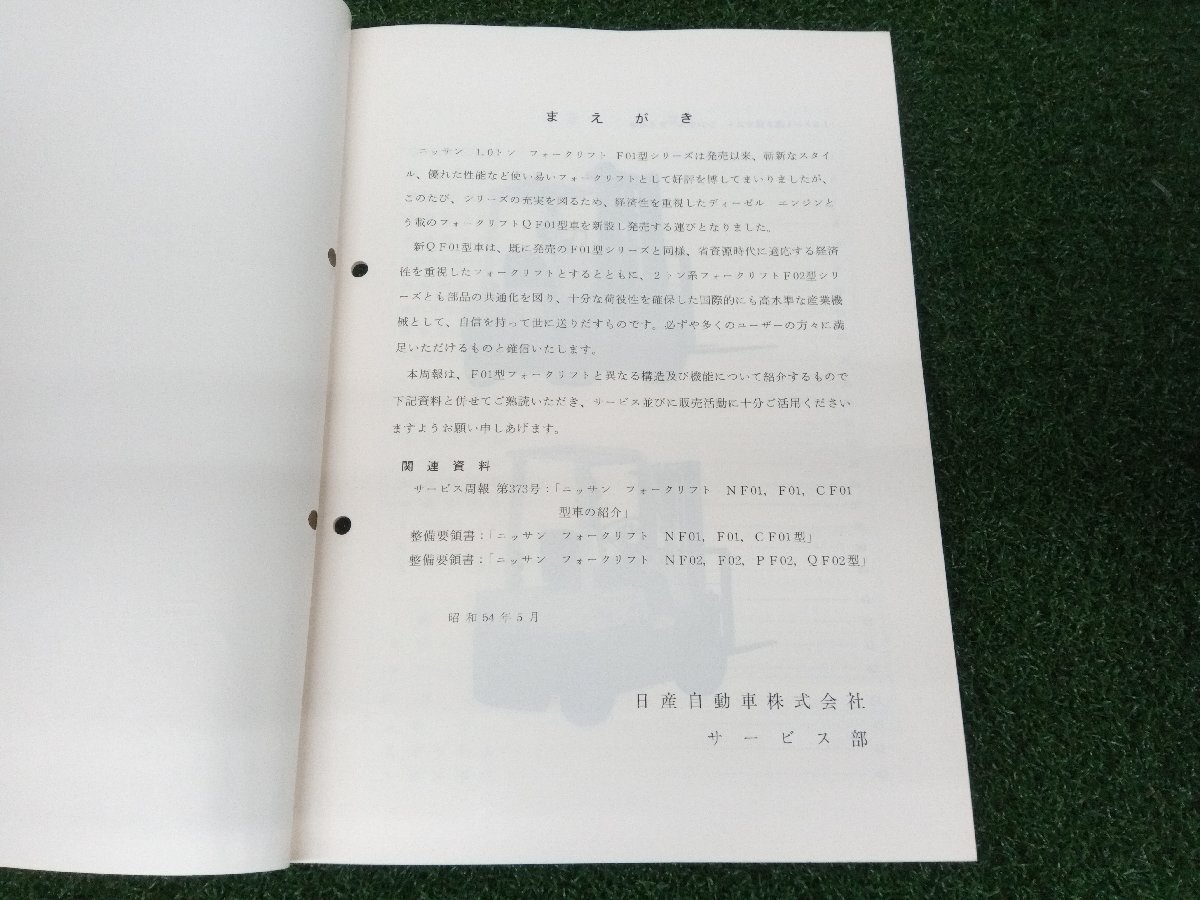 まえがき
ニッサン 1.0トン フォークリフト F01型シリーズは発売以来、斬新なスタイ
ル、優れた性能など使い易いフォークリフトとして好評を博してまいりましたが、
このたび、シリーズの充実を図るため、経済性を重視したディーゼル エンジンと
う載のフォークリフトQF01型車を新設し発売する運びとなりました。
新QF01型車は、既に発売のF01型シリーズと同様、省資源時代に適応する経済
性を重視したフォークリフトとするとともに、2トン系フォークリフトF02型シリ
ーズとも部品の共通化を図り、十分な荷役性を確保した国際的にも高水準な産業機
械として、自信を持って世に送りだすものです。必ずや多くのユーザーの方々に満
足いただけるものと確信いたします。
本周報は、F01型フォークリフトと異なる構造及び機能について紹介するもので
下記資料と併せてご熟読いただき、サービス並びに販売活動に十分ご活用ください
ますようお願い申しあげます。
関連資料
サービス周報 第373号:「ニッサン フォークリフト NF01, F01, CF01
型車の紹介」
整備要領書:「ニッサン フォークリフト NF01, F01, CF01型」
整備要領書:「ニッサン フォークリフト NF02, F02, PF02, QF02型」
昭和54年5月
日産自動車株式会社
サービス部